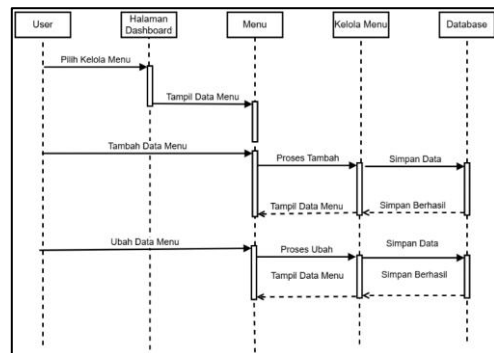 User
Halaman
Dashboard
Menu
Kelola Menu
Database
Pilih Kelola Menu
Tampil Data Menu
Tambah Data Menu
Proses Tambah
Simpan Data
Tampil Data Menu
Simpan Berhasil
Ubah Data Menu
Proses Ubah
Simpan Data
Tampil Data Menu
Simpan Berhasil